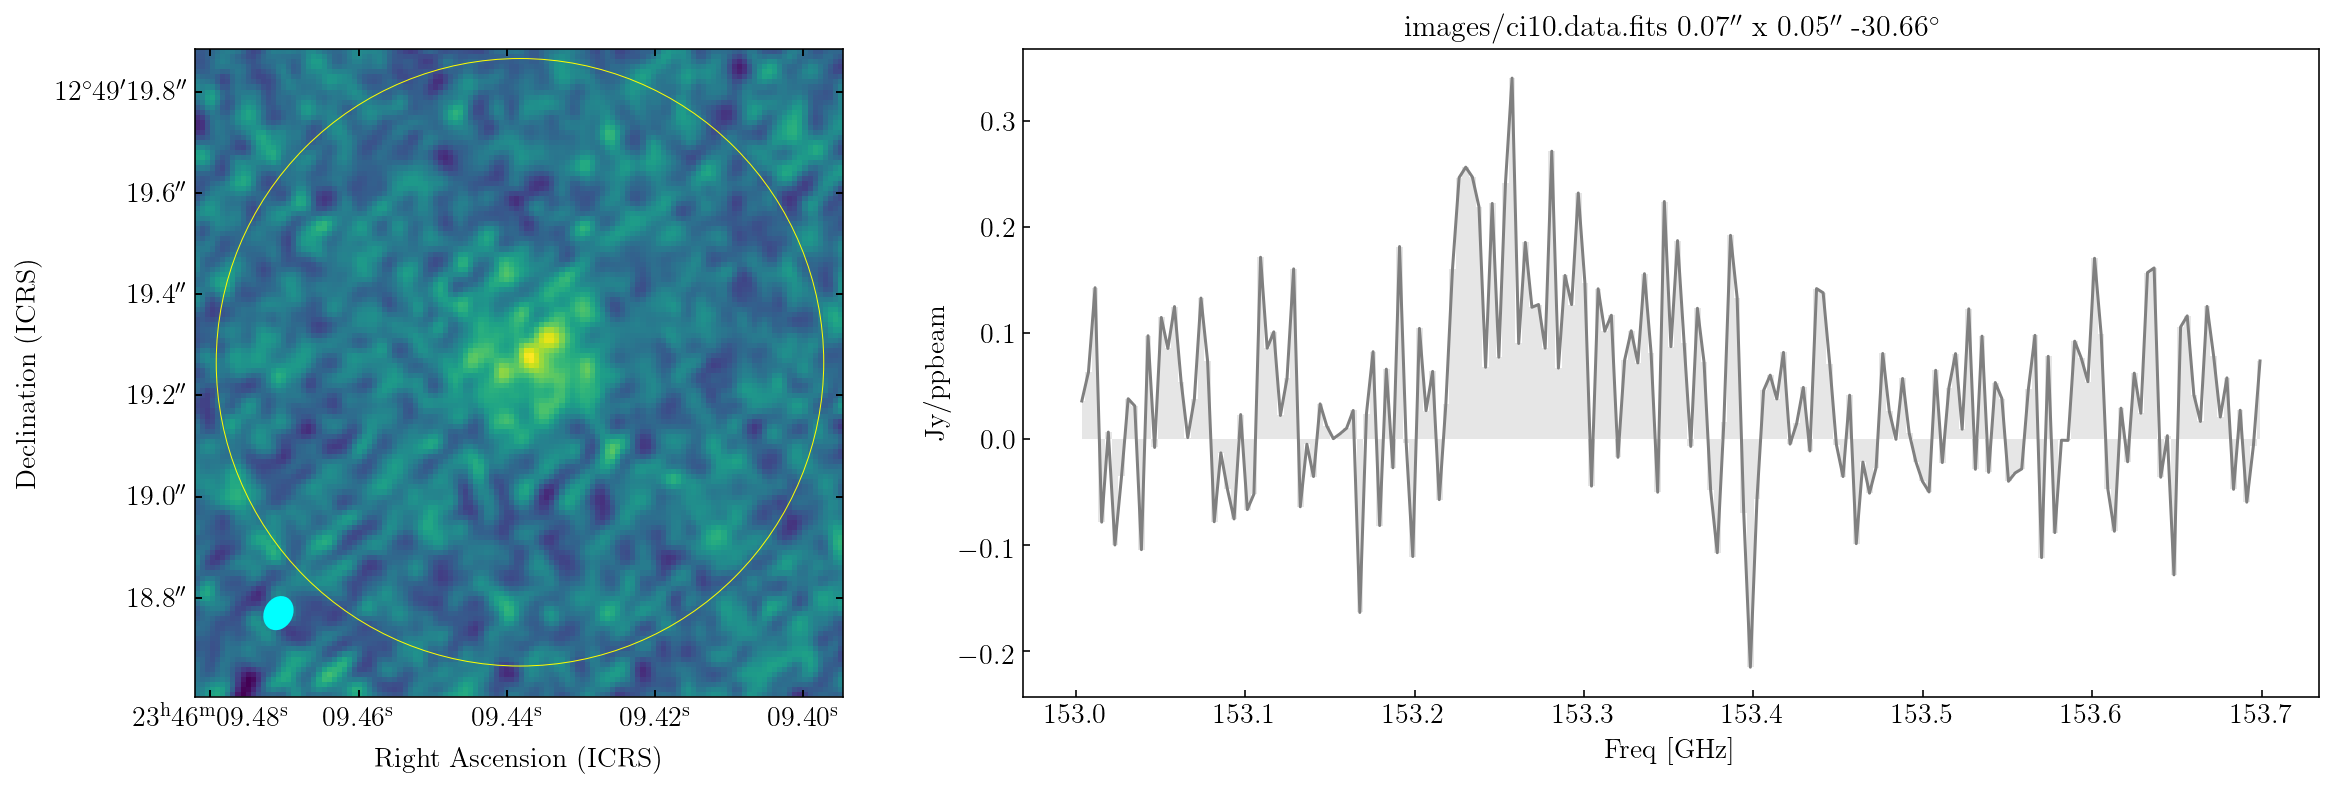 images/ci10.data.fits 0.07″ x 0.05″ -30.66°
12°49′19.8″
19.6″
19.4″
19.2″
19.0″
18.8″
Declination (ICRS)
23h46m09.48s 09.46s 09.44s 09.42s 09.40s
Right Ascension (ICRS)
0.3
0.2
0.1
0.0
−0.1
−0.2
Jy/ppbeam
153.0 153.1 153.2 153.3 153.4 153.5 153.6 153.7
Freq [GHz]